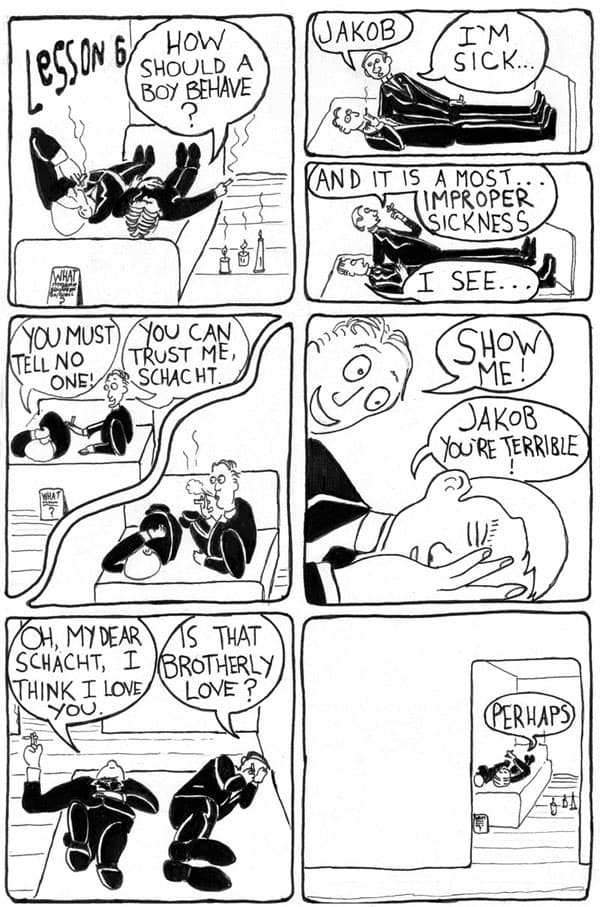 LESSON 6
HOW
SHOULD A
BOY BEHAVE
?
WHAT
?
JAKOB
I'M
SICK...
AND IT IS A MOST...
IMPROPER
SICKNESS
I SEE...
YOU MUST
TELL NO
ONE!
YOU CAN
TRUST ME,
SCHACHT.
WHAT
?
SHOW
ME!
JAKOB
YOU'RE TERRIBLE
!
OH, MY DEAR
SCHACHT, I
THINK I LOVE
YOU.
IS THAT
BROTHERLY
LOVE?
PERHAPS